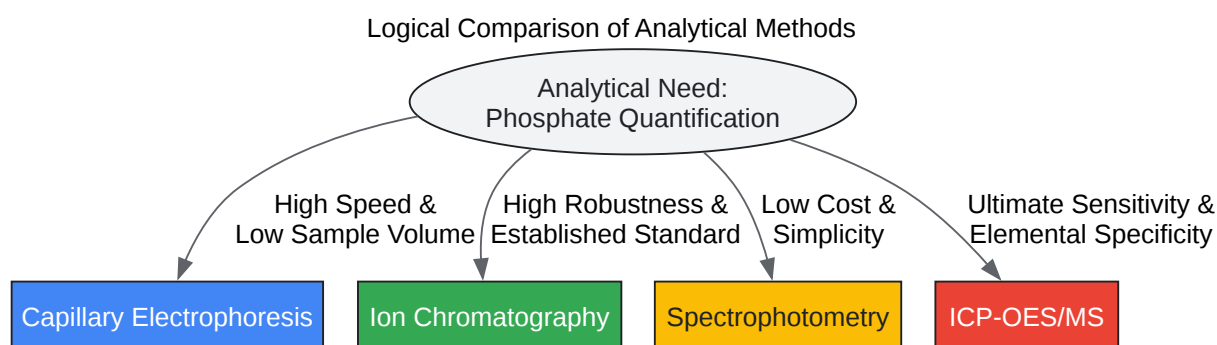 Logical Comparison of Analytical Methods
Analytical Need:
Phosphate Quantification
High Speed &
Low Sample Volume
High Robustness &
Established Standard
Low Cost &
Simplicity
Ultimate Sensitivity &
Elemental Specificity
Capillary Electrophoresis
Ion Chromatography
Spectrophotometry
ICP-OES/MS